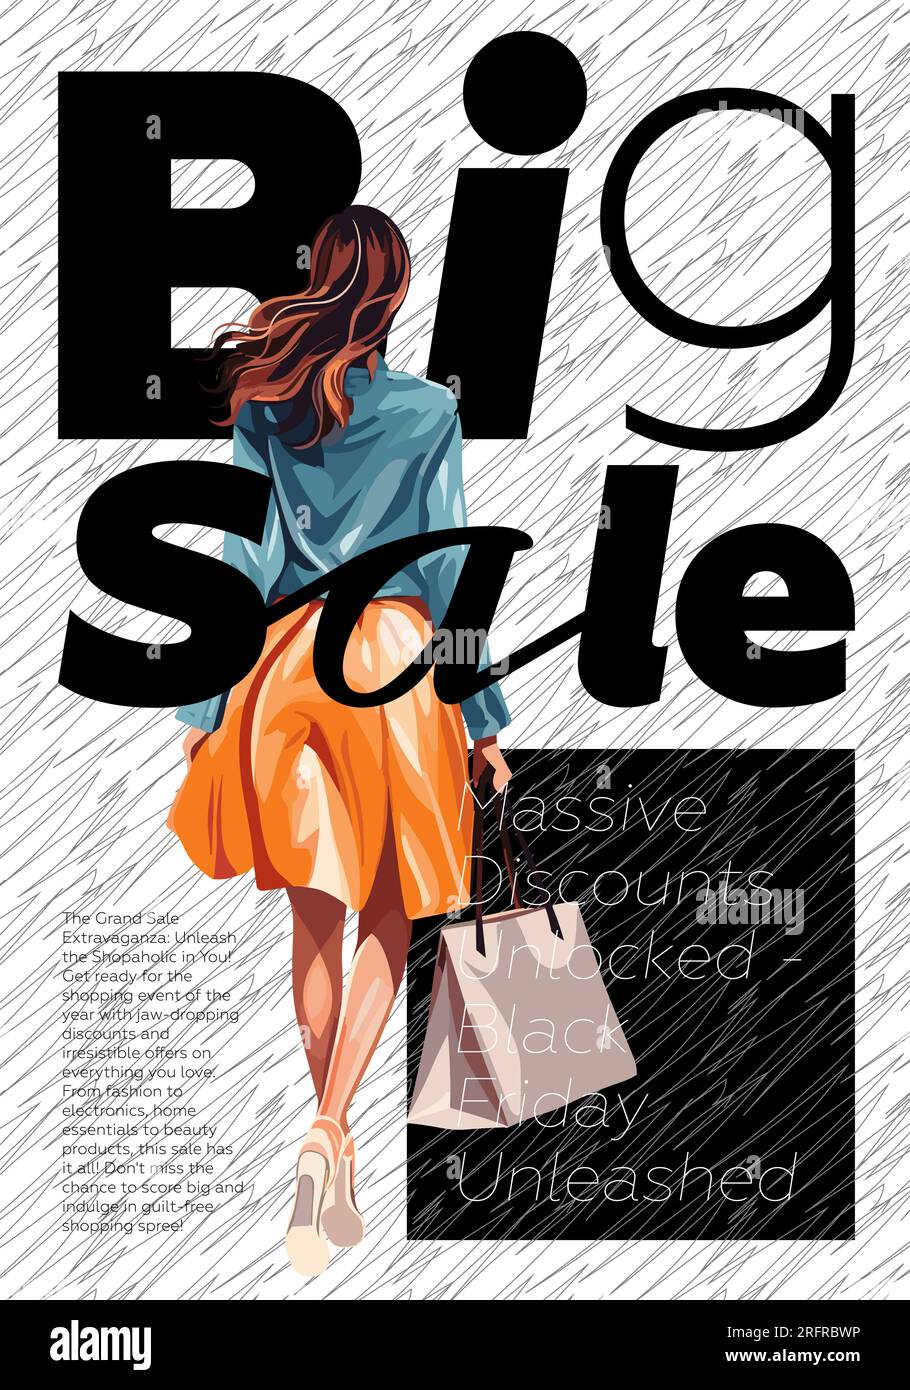 Big
Sale
Massive
Discounts
Unlocked -
Black
Friday
Unleashed
The Grand Sale
Extravaganza: Unleash
the Shopaholic in You!
Get ready for the
shopping event of the
year with jaw-dropping
discounts and
irresistible offers on
everything you love.
From fashion to
electronics, home
essentials to beauty
products, this sale has
it all! Don't miss the
chance to score big and
indulge in guilt-free
shopping spree!
alamy
Image ID: 2RFRBWP
www.alamy.com